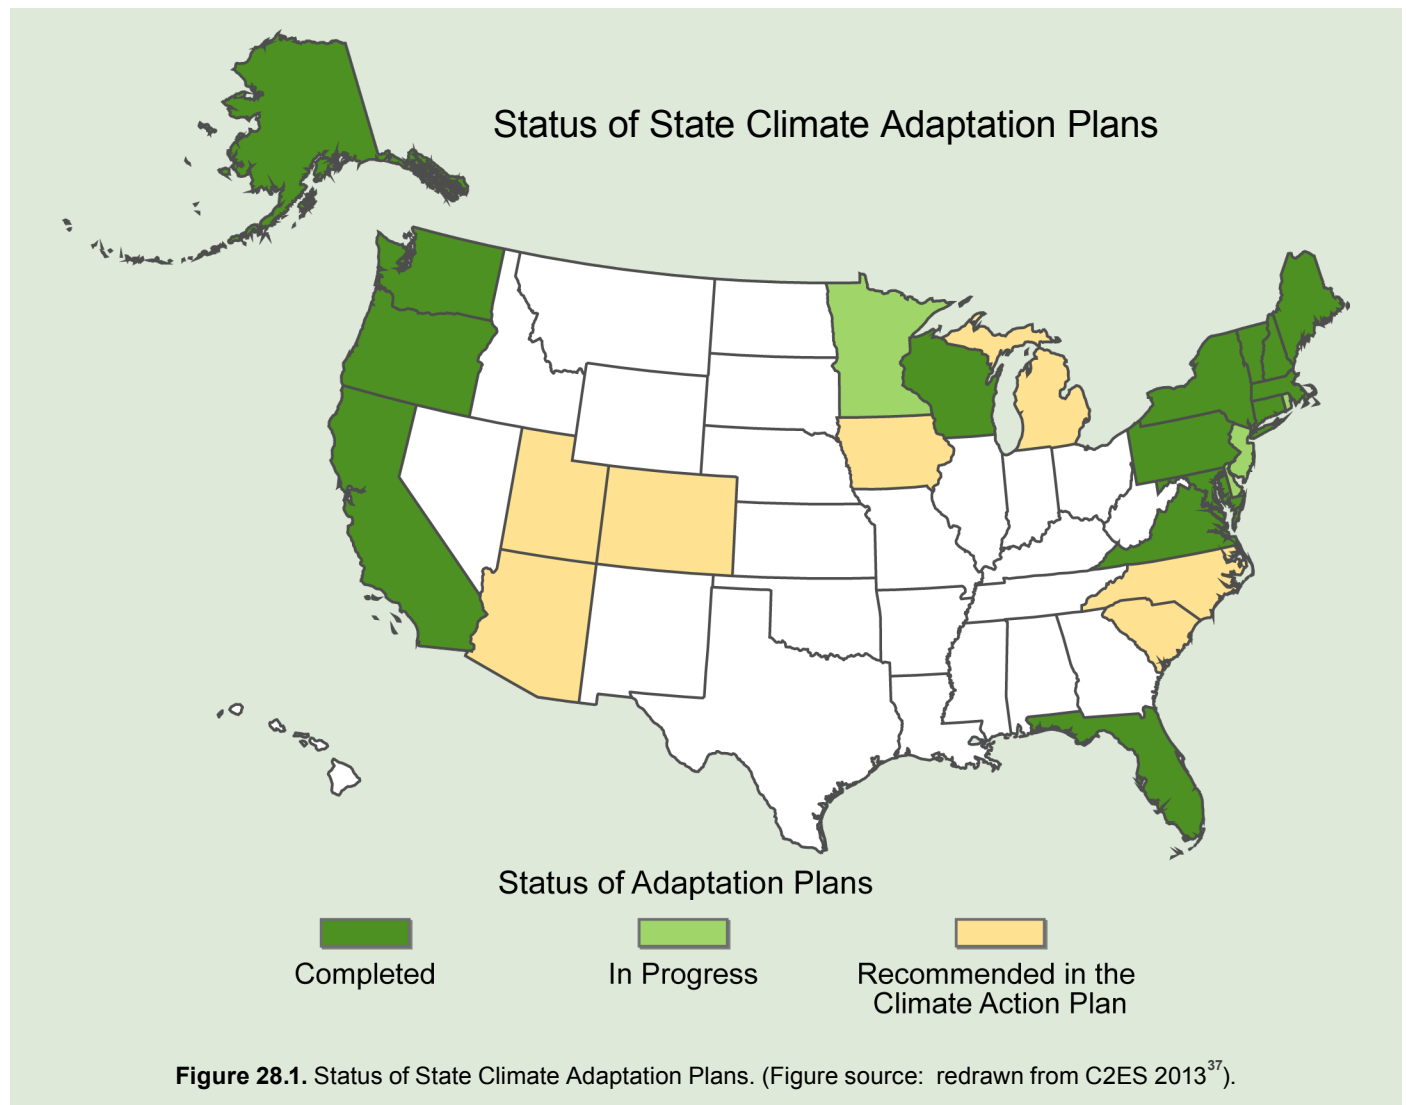 Status of State Climate Adaptation Plans
Status of Adaptation Plans
Completed
In Progress
Recommended in the
Climate Action Plan
Figure 28.1. Status of State Climate Adaptation Plans. (Figure source: redrawn from C2ES 2013³⁷).